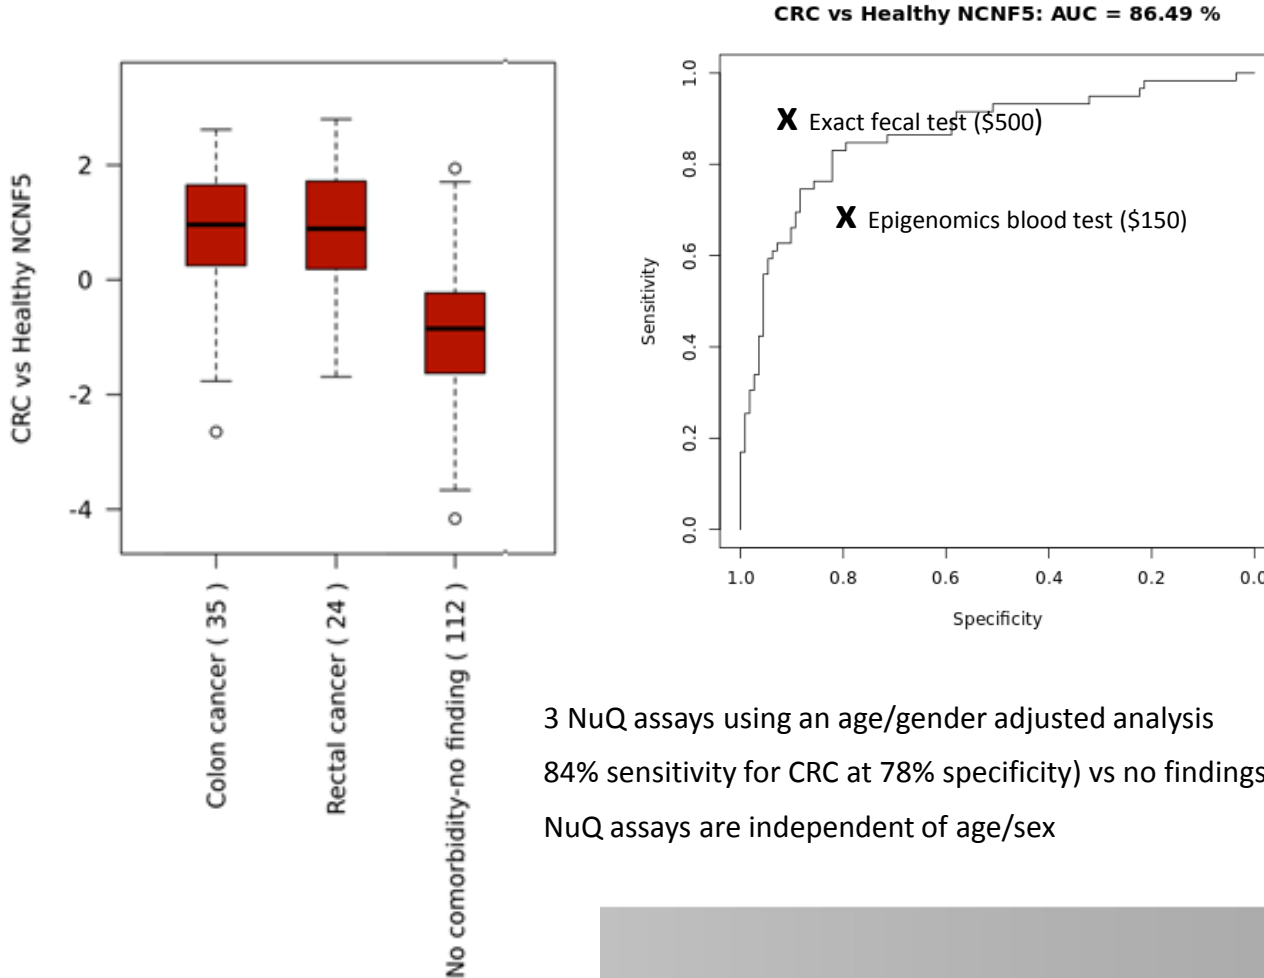 CRC vs Healthy NCNF5
2
0
-2
-4
Colon cancer ( 35 )
Rectal cancer ( 24 )
No comorbidity-no finding ( 112 )
CRC vs Healthy NCNF5: AUC = 86.49 %
Sensitivity
1.0
0.8
0.6
0.4
0.2
0.0
X Exact fecal test ($500)
X Epigenomics blood test ($150)
1.0 0.8 0.6 0.4 0.2 0.0
Specificity
3 NuQ assays using an age/gender adjusted analysis
84% sensitivity for CRC at 78% specificity) vs no findings
NuQ assays are independent of age/sex